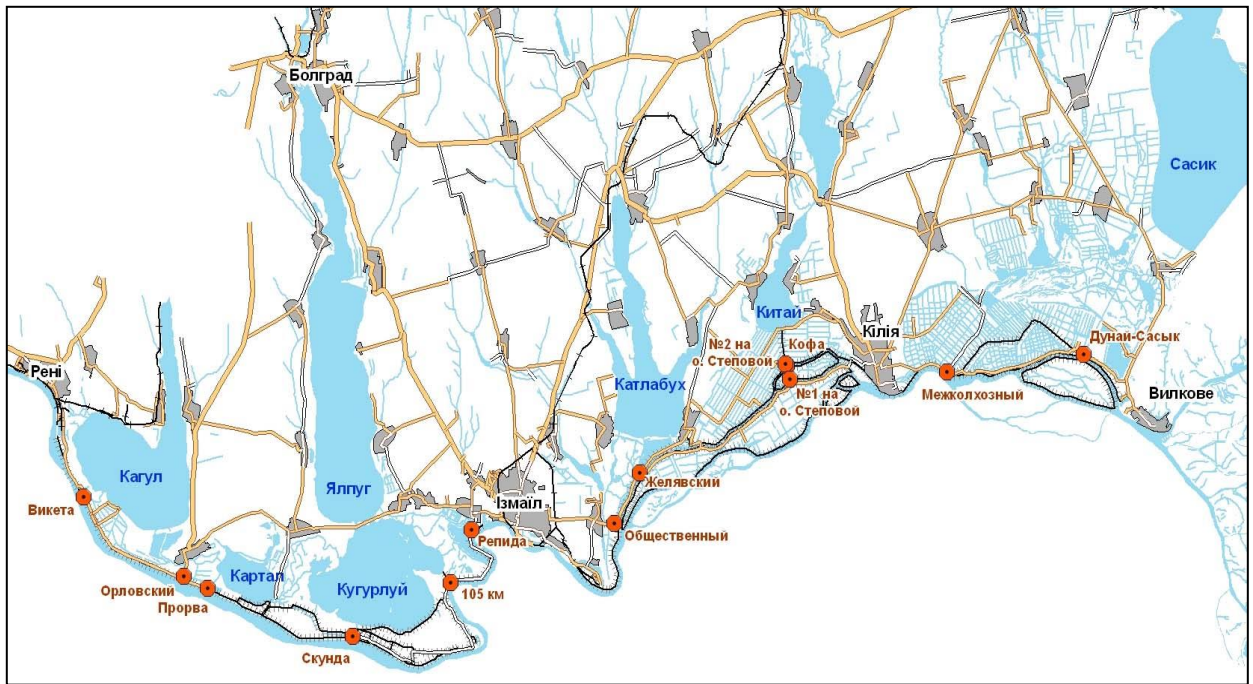 Болград
Сасик
Китай
Кілія
№2 на
о. Степовой
Кофа
Дунай-Сасык
Рені
Катлабух
№1 на
о. Степовой
Межколхозный
Вилкове
Кагул
Ялпуг
Ізмаїл
Желявский
Викета
Репида
Общественный
Орловский
Прорва
Картал
Кугурлуй
105 км
Скунда